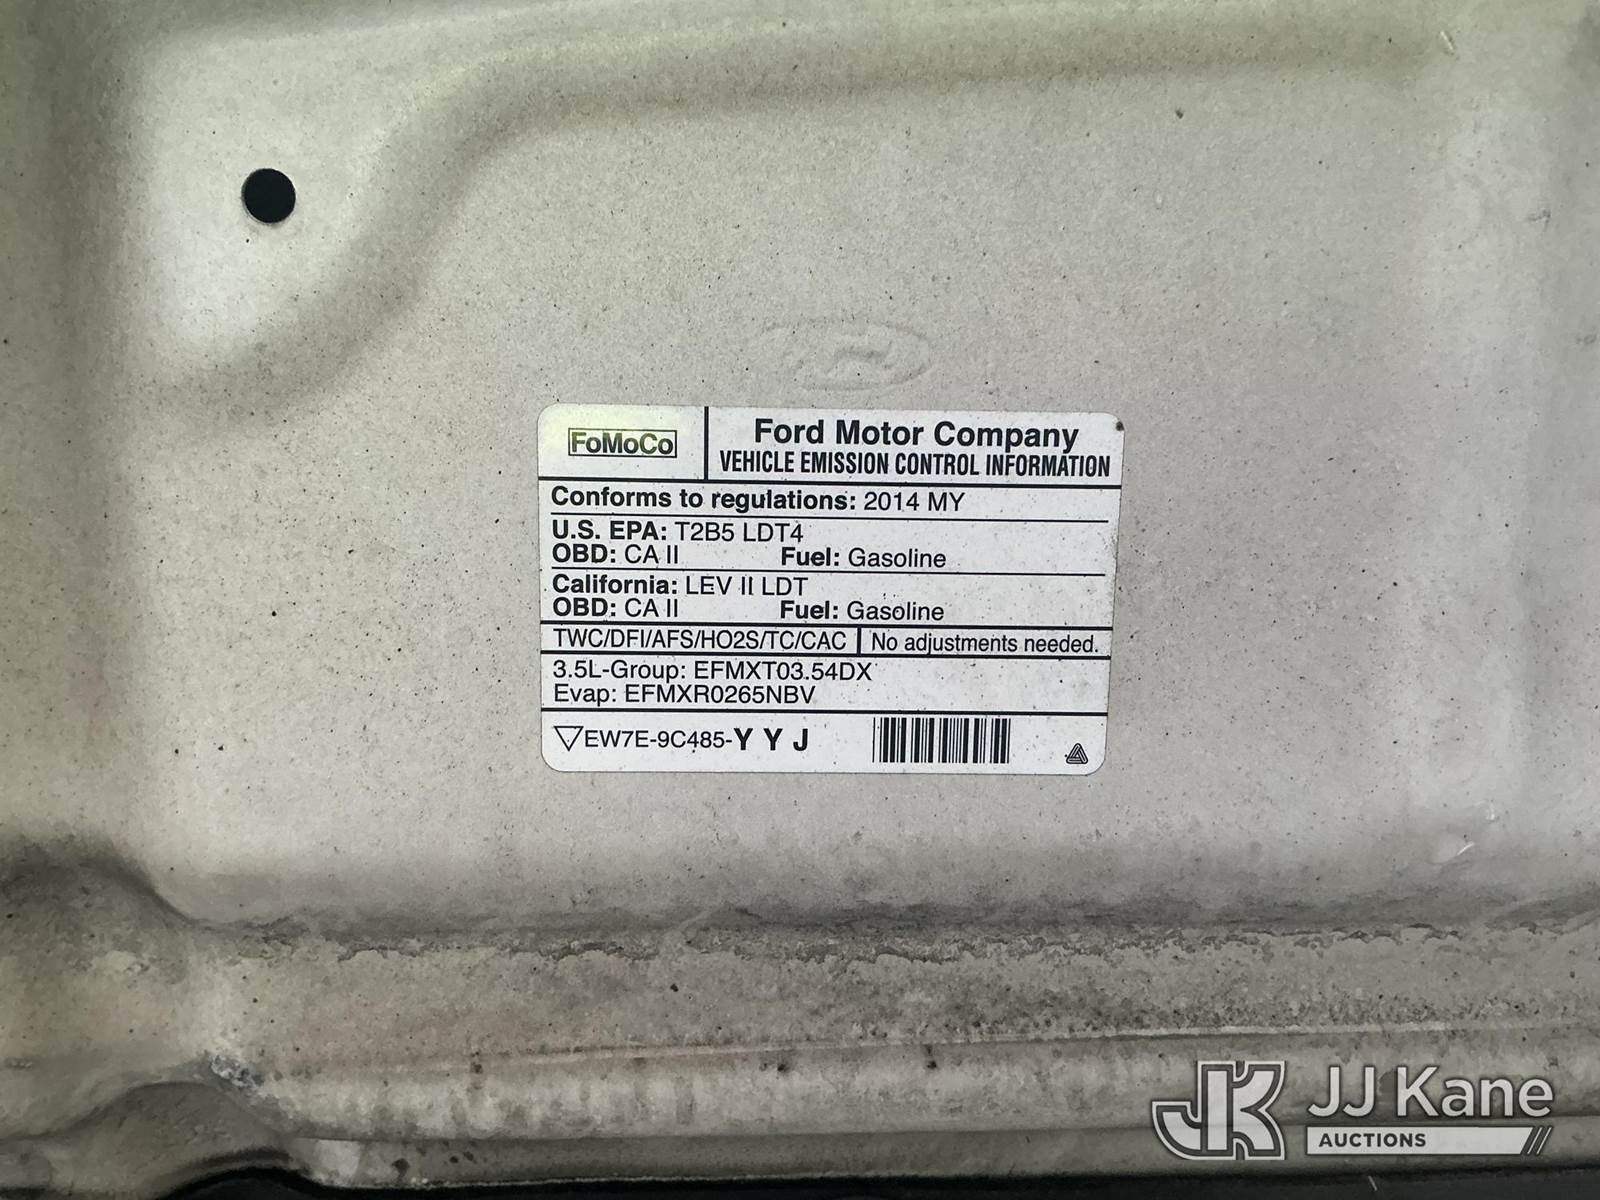 FoMoCo
Ford Motor Company
VEHICLE EMISSION CONTROL INFORMATION
Conforms to regulations: 2014 MY
U.S. EPA: T2B5 LDT4
OBD: CA II Fuel: Gasoline
California: LEV II LDT
OBD: CA II Fuel: Gasoline
TWC/DFI/AFS/HO2S/TC/CAC No adjustments needed.
3.5L-Group: EFMXT03.54DX
Evap: EFMXR0265NBV
EW7E-9C485-YYJ
JK JJ Kane
AUCTIONS